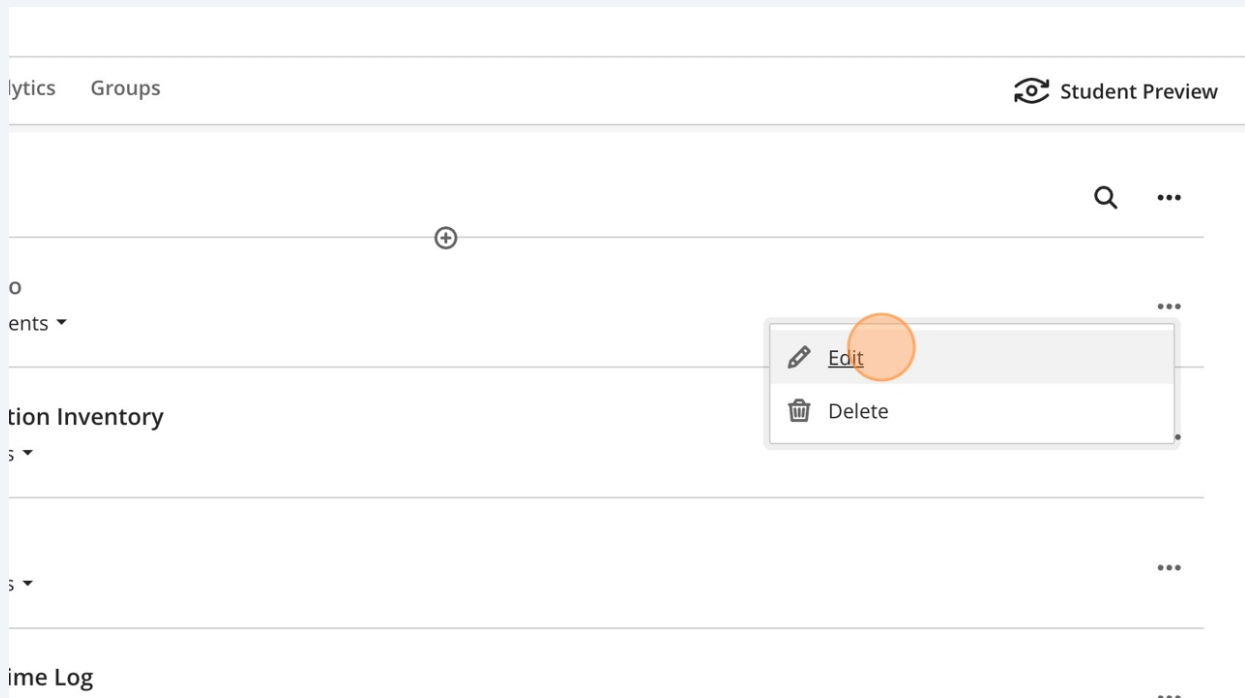 lytics Groups Student Preview
o
ents
Edit
Delete
tion Inventory
s
s
ime Log